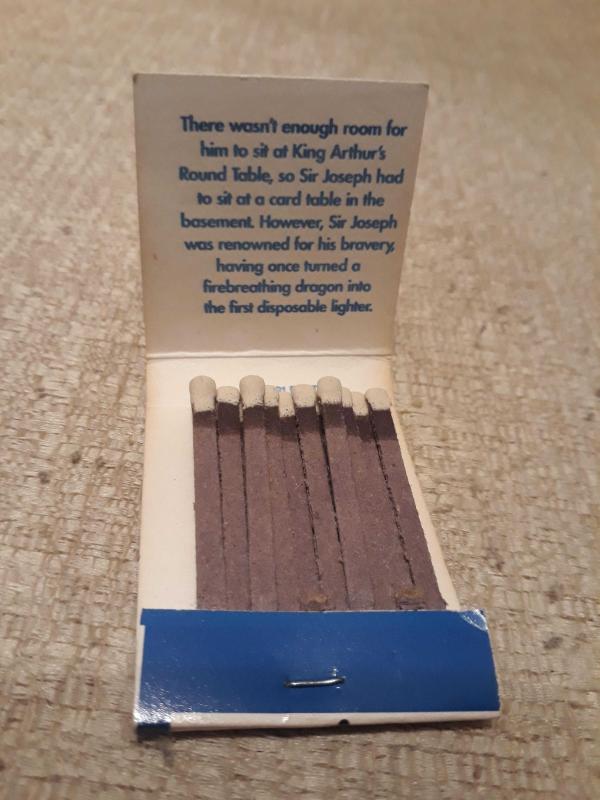 There wasn't enough room for
him to sit at King Arthur's
Round Table, so Sir Joseph had
to sit at a card table in the
basement. However, Sir Joseph
was renowned for his bravery,
having once turned a
firebreathing dragon into
the first disposable lighter.